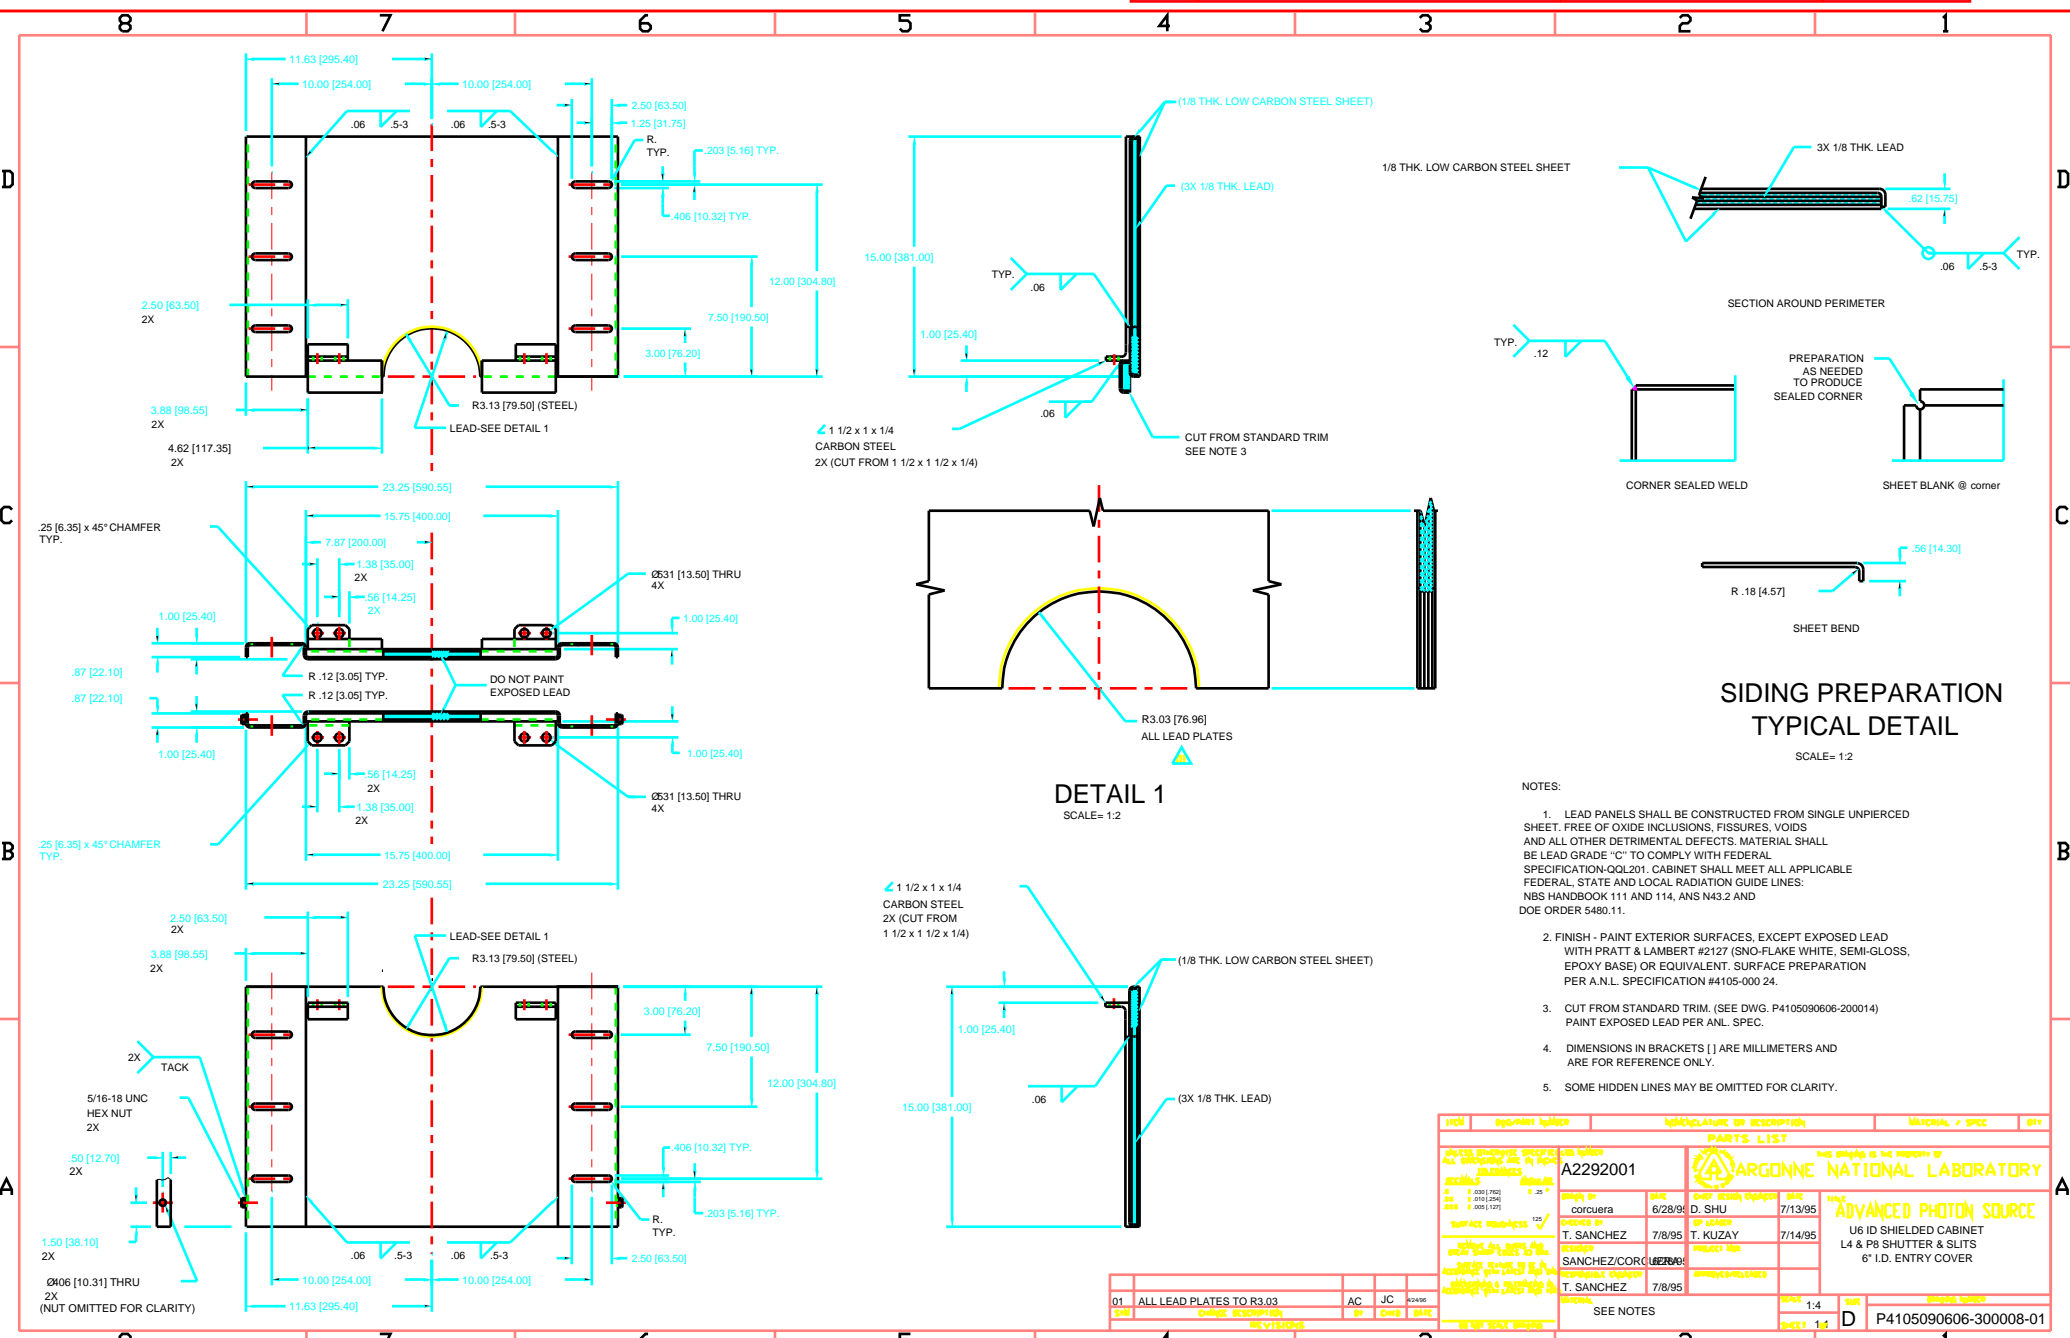 8 7 6 5 4 3 2 1
D
C
B
A
D
C
B
A
11.63 [295.40]
10.00 [254.00] 10.00 [254.00]
2.50 [63.50]
1.25 [31.75]
.06 .5-3 .06 .5-3
R.
TYP.
.203 [5.16] TYP.
.406 [10.32] TYP.
12.00 [304.80]
7.50 [190.50]
3.00 [76.20]
2.50 [63.50]
2X
3.88 [98.55]
2X
4.62 [117.35]
2X
R3.13 [79.50] (STEEL)
LEAD-SEE DETAIL 1
(1/8 THK. LOW CARBON STEEL SHEET)
(3X 1/8 THK. LEAD)
15.00 [381.00]
TYP.
.06
1.00 [25.40]
.06
1 1/2 x 1 x 1/4
CARBON STEEL
2X (CUT FROM 1 1/2 x 1 1/2 x 1/4)
CUT FROM STANDARD TRIM
SEE NOTE 3
1/8 THK. LOW CARBON STEEL SHEET
3X 1/8 THK. LEAD
.62 [15.75]
.06 .5-3
TYP.
SECTION AROUND PERIMETER
TYP.
.12
CORNER SEALED WELD
PREPARATION
AS NEEDED
TO PRODUCE
SEALED CORNER
SHEET BLANK @ corner
.56 [14.30]
R .18 [4.57]
SHEET BEND
SIDING PREPARATION
TYPICAL DETAIL
SCALE= 1:2
23.25 [590.55]
15.75 [400.00]
7.87 [200.00]
1.38 [35.00]
2X
.56 [14.25]
2X
.25 [6.35] x 45° CHAMFER
TYP.
Ø531 [13.50] THRU
4X
1.00 [25.40]
1.00 [25.40]
.87 [22.10]
.87 [22.10]
R .12 [3.05] TYP.
R .12 [3.05] TYP.
DO NOT PAINT
EXPOSED LEAD
1.00 [25.40]
1.00 [25.40]
.56 [14.25]
2X
1.38 [35.00]
2X
Ø531 [13.50] THRU
4X
.25 [6.35] x 45° CHAMFER
TYP.
15.75 [400.00]
23.25 [590.55]
R3.03 [76.96]
ALL LEAD PLATES
DETAIL 1
SCALE= 1:2
NOTES:
1. LEAD PANELS SHALL BE CONSTRUCTED FROM SINGLE UNPIERCED
SHEET. FREE OF OXIDE INCLUSIONS, FISSURES, VOIDS
AND ALL OTHER DETRIMENTAL DEFECTS. MATERIAL SHALL
BE LEAD GRADE "C" TO COMPLY WITH FEDERAL
SPECIFICATION-QQL201. CABINET SHALL MEET ALL APPLICABLE
FEDERAL, STATE AND LOCAL RADIATION GUIDE LINES:
NBS HANDBOOK 111 AND 114, ANS N43.2 AND
DOE ORDER 5480.11.
2. FINISH - PAINT EXTERIOR SURFACES, EXCEPT EXPOSED LEAD
WITH PRATT & LAMBERT #2127 (SNO-FLAKE WHITE, SEMI-GLOSS,
EPOXY BASE) OR EQUIVALENT. SURFACE PREPARATION
PER A.N.L. SPECIFICATION #4105-000 24.
3. CUT FROM STANDARD TRIM. (SEE DWG. P4105090606-200014)
PAINT EXPOSED LEAD PER ANL. SPEC.
4. DIMENSIONS IN BRACKETS [ ] ARE MILLIMETERS AND
ARE FOR REFERENCE ONLY.
5. SOME HIDDEN LINES MAY BE OMITTED FOR CLARITY.
2.50 [63.50]
2X
3.88 [98.55]
2X
LEAD-SEE DETAIL 1
R3.13 [79.50] (STEEL)
3.00 [76.20]
7.50 [190.50]
12.00 [304.80]
2X
TACK
5/16-18 UNC
HEX NUT
2X
.50 [12.70]
2X
1.50 [38.10]
2X
Ø406 [10.31] THRU
2X
(NUT OMITTED FOR CLARITY)
.406 [10.32] TYP.
.203 [5.16] TYP.
R.
TYP.
.06 .5-3 .06 .5-3
2.50 [63.50]
10.00 [254.00] 10.00 [254.00]
11.63 [295.40]
1 1/2 x 1 x 1/4
CARBON STEEL
2X (CUT FROM
1 1/2 x 1 1/2 x 1/4)
(1/8 THK. LOW CARBON STEEL SHEET)
1.00 [25.40]
.06
15.00 [381.00]
(3X 1/8 THK. LEAD)
PARTS LIST
A2292001
ARGONNE NATIONAL LABORATORY
corcuera 6/28/95 D. SHU 7/13/95
T. SANCHEZ 7/8/95 T. KUZAY 7/14/95
SANCHEZ/CORCUERA
T. SANCHEZ 7/8/95
ADVANCED PHOTON SOURCE
U6 ID SHIELDED CABINET
L4 & P8 SHUTTER & SLITS
6" I.D. ENTRY COVER
SEE NOTES
1:4
D
P4105090606-300008-01
01 ALL LEAD PLATES TO R3.03 AC JC
REVISIONS
8 7 6 5 4 3 2 1